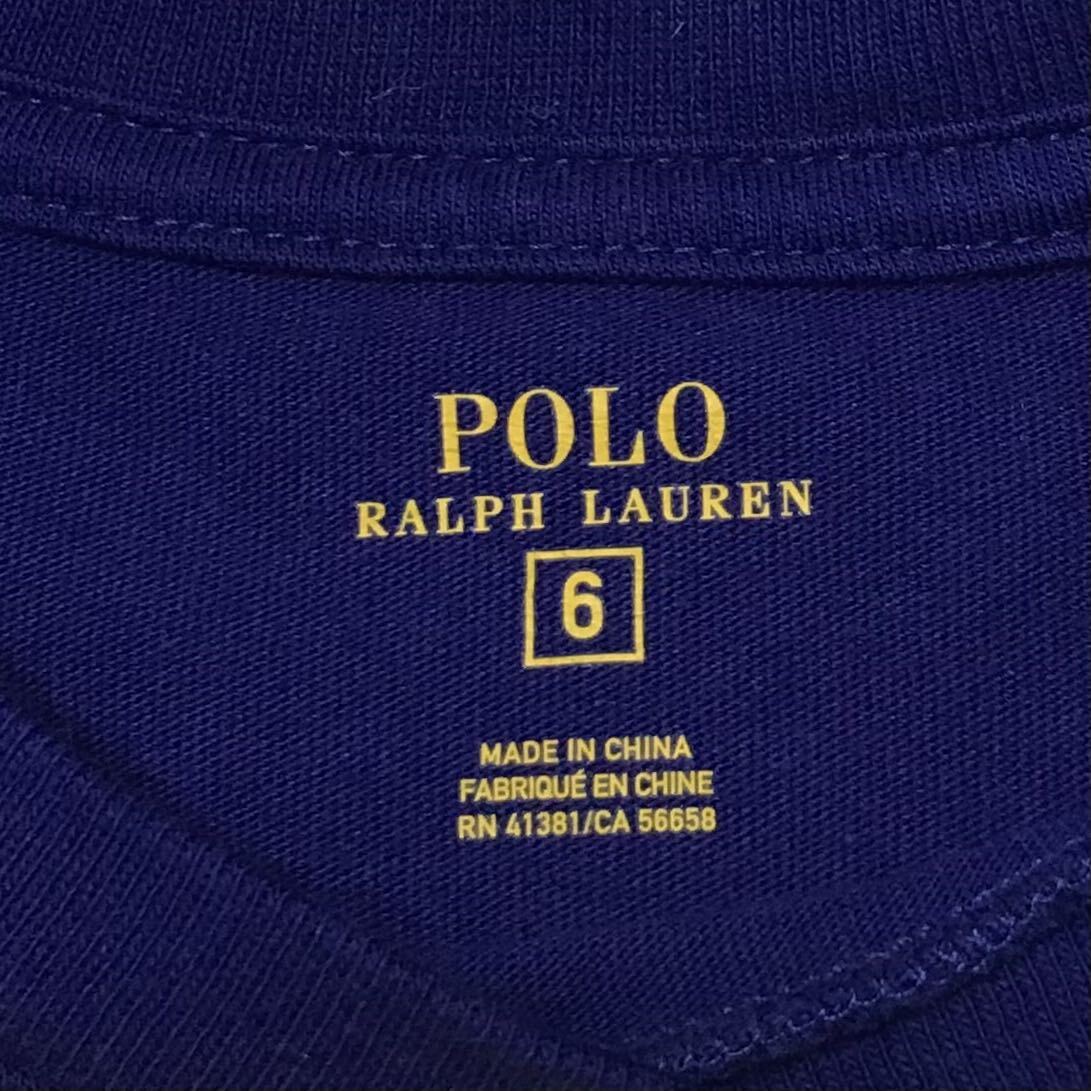 POLO
RALPH LAUREN
6
MADE IN CHINA
FABRIQUÉ EN CHINE
RN 41381/CA 56658